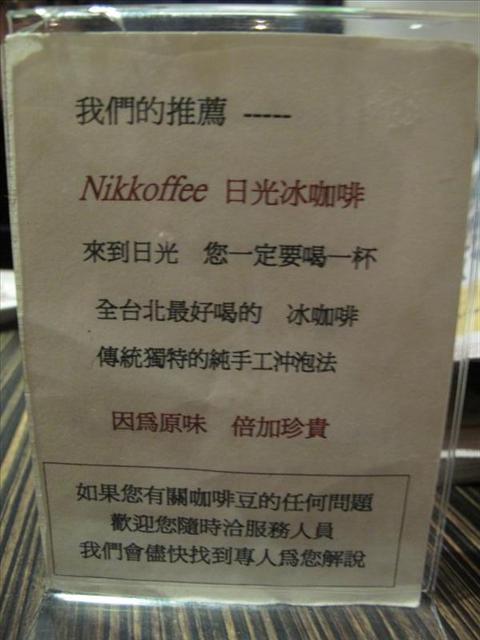 我們的推薦 -----
Nikkoffee 日光冰咖啡
來到日光 您一定要喝一杯
全台北最好喝的 冰咖啡
傳統獨特的純手工沖泡法
因爲原味 倍加珍貴
如果您有關咖啡豆的任何問題
歡迎您隨時洽服務人員
我們會儘快找到專人爲您解說